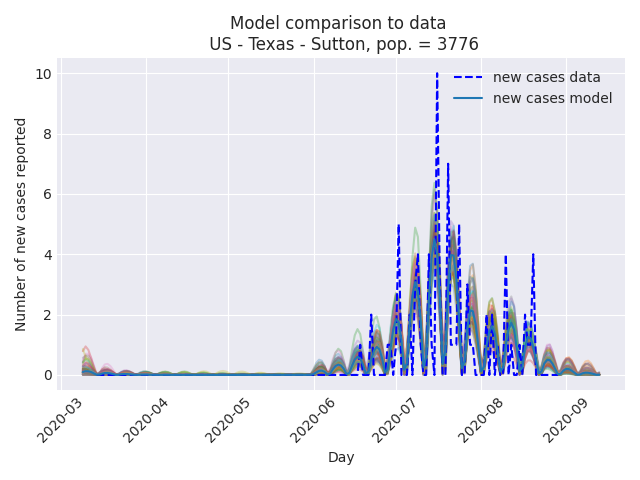 Model comparison to data
US - Texas - Sutton, pop. = 3776
new cases data
new cases model
Number of new cases reported
10
8
6
4
2
0
2020-03
2020-04
2020-05
2020-06
2020-07
2020-08
2020-09
Day